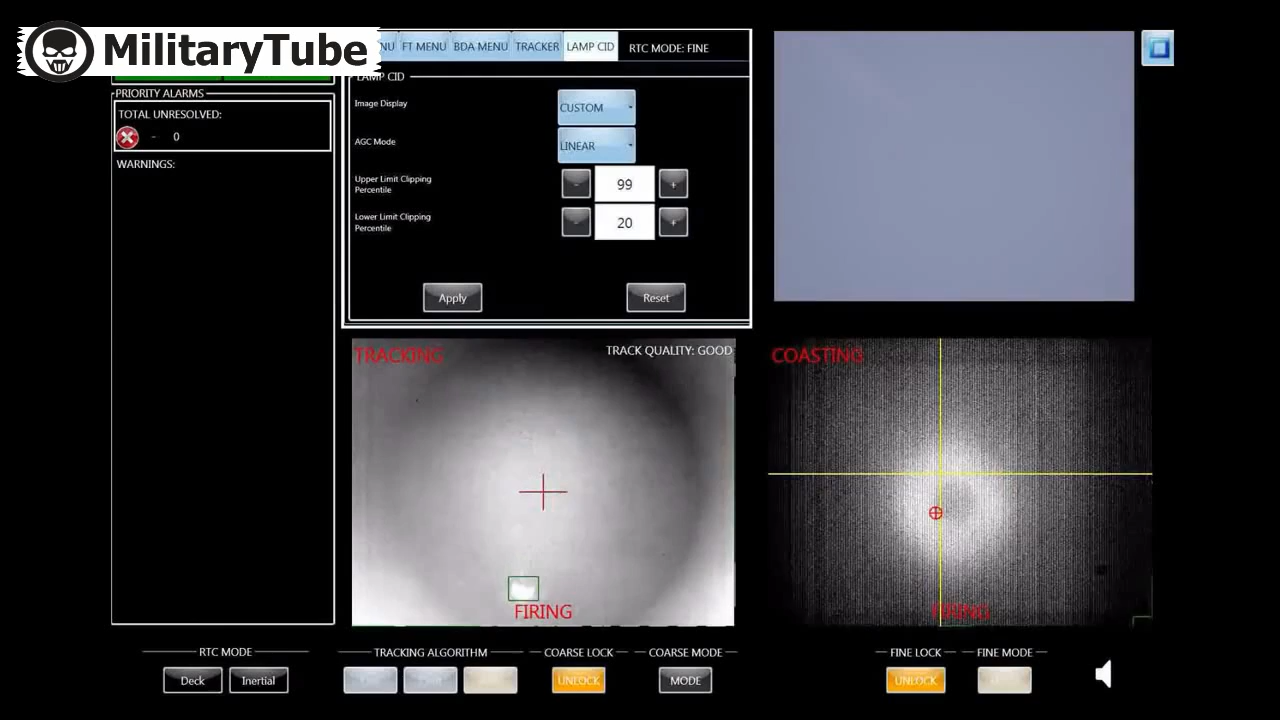 MilitaryTube
NU FT MENU BDA MENU TRACKER LAMP CID RTC MODE: FINE
PRIORITY ALARMS
TOTAL UNRESOLVED:
- 0
WARNINGS:
LAMP CID
Image Display CUSTOM
AGC Mode LINEAR
Upper Limit Clipping
Percentile - 99 +
Lower Limit Clipping
Percentile - 20 +
Apply Reset
TRACKING TRACK QUALITY: GOOD
FIRING
COASTING
FIRING
RTC MODE TRACKING ALGORITHM COARSE LOCK COARSE MODE FINE LOCK FINE MODE
Deck Inertial UNLOCK MODE UNLOCK